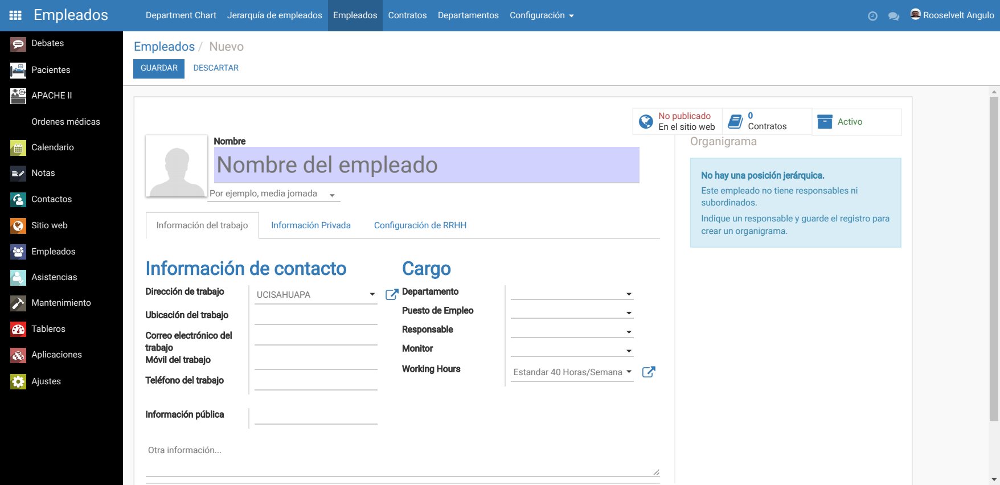 Empleados
Department Chart
Jerarquía de empleados
Empleados
Contratos
Departamentos
Configuración
Rooselvelt Angulo
Debates
Pacientes
APACHE II
Ordenes médicas
Calendario
Notas
Contactos
Sitio web
Empleados
Asistencias
Mantenimiento
Tableros
Aplicaciones
Ajustes
Empleados / Nuevo
GUARDAR
DESCARTAR
No publicado
En el sitio web
0
Contratos
Activo
Nombre
Nombre del empleado
Por ejemplo, media jornada
Organigrama
No hay una posición jerárquica.
Este empleado no tiene responsables ni
subordinados.
Indique un responsable y guarde el registro para
crear un organigrama.
Información del trabajo
Información Privada
Configuración de RRHH
Información de contacto
Dirección de trabajo
UCISAHUAPA
Ubicación del trabajo
Correo electrónico del
trabajo
Móvil del trabajo
Teléfono del trabajo
Información pública
Otra información...
Cargo
Departamento
Puesto de Empleo
Responsable
Monitor
Working Hours
Estandar 40 Horas/Semana